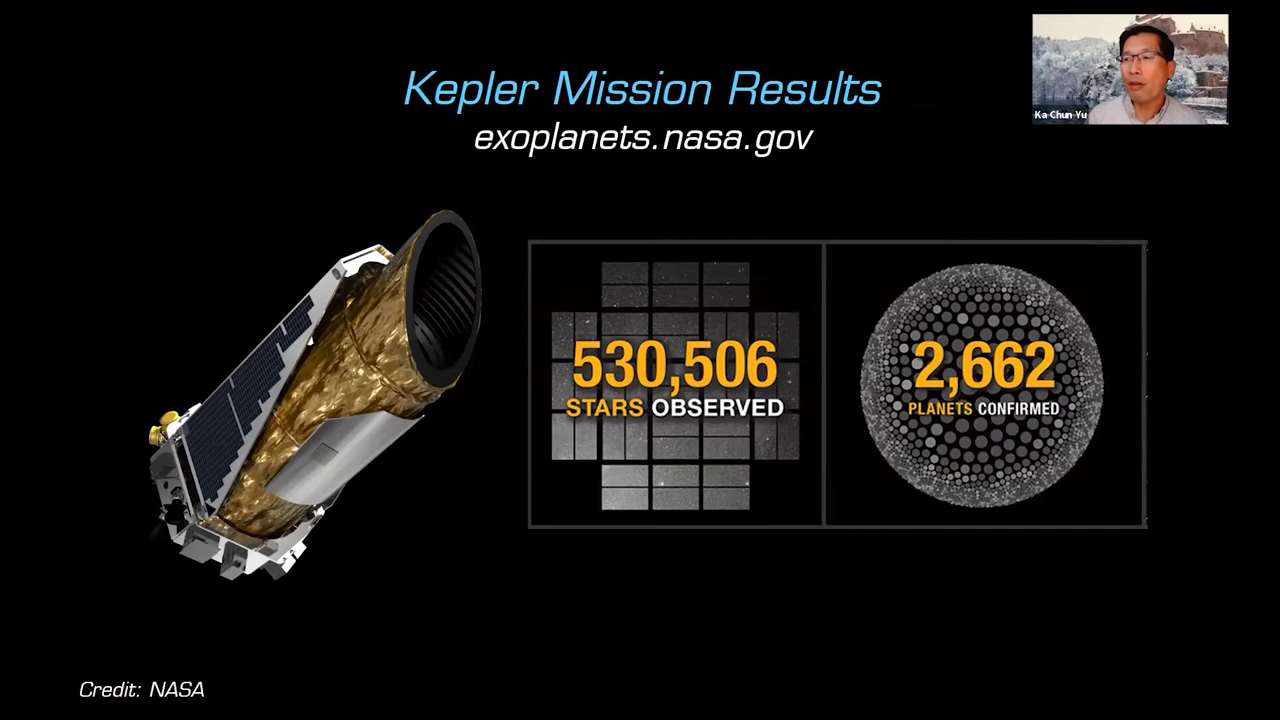 Kepler Mission Results
exoplanets.nasa.gov
Ka Chun Yu
530,506
STARS OBSERVED
2,662
PLANETS CONFIRMED
Credit: NASA